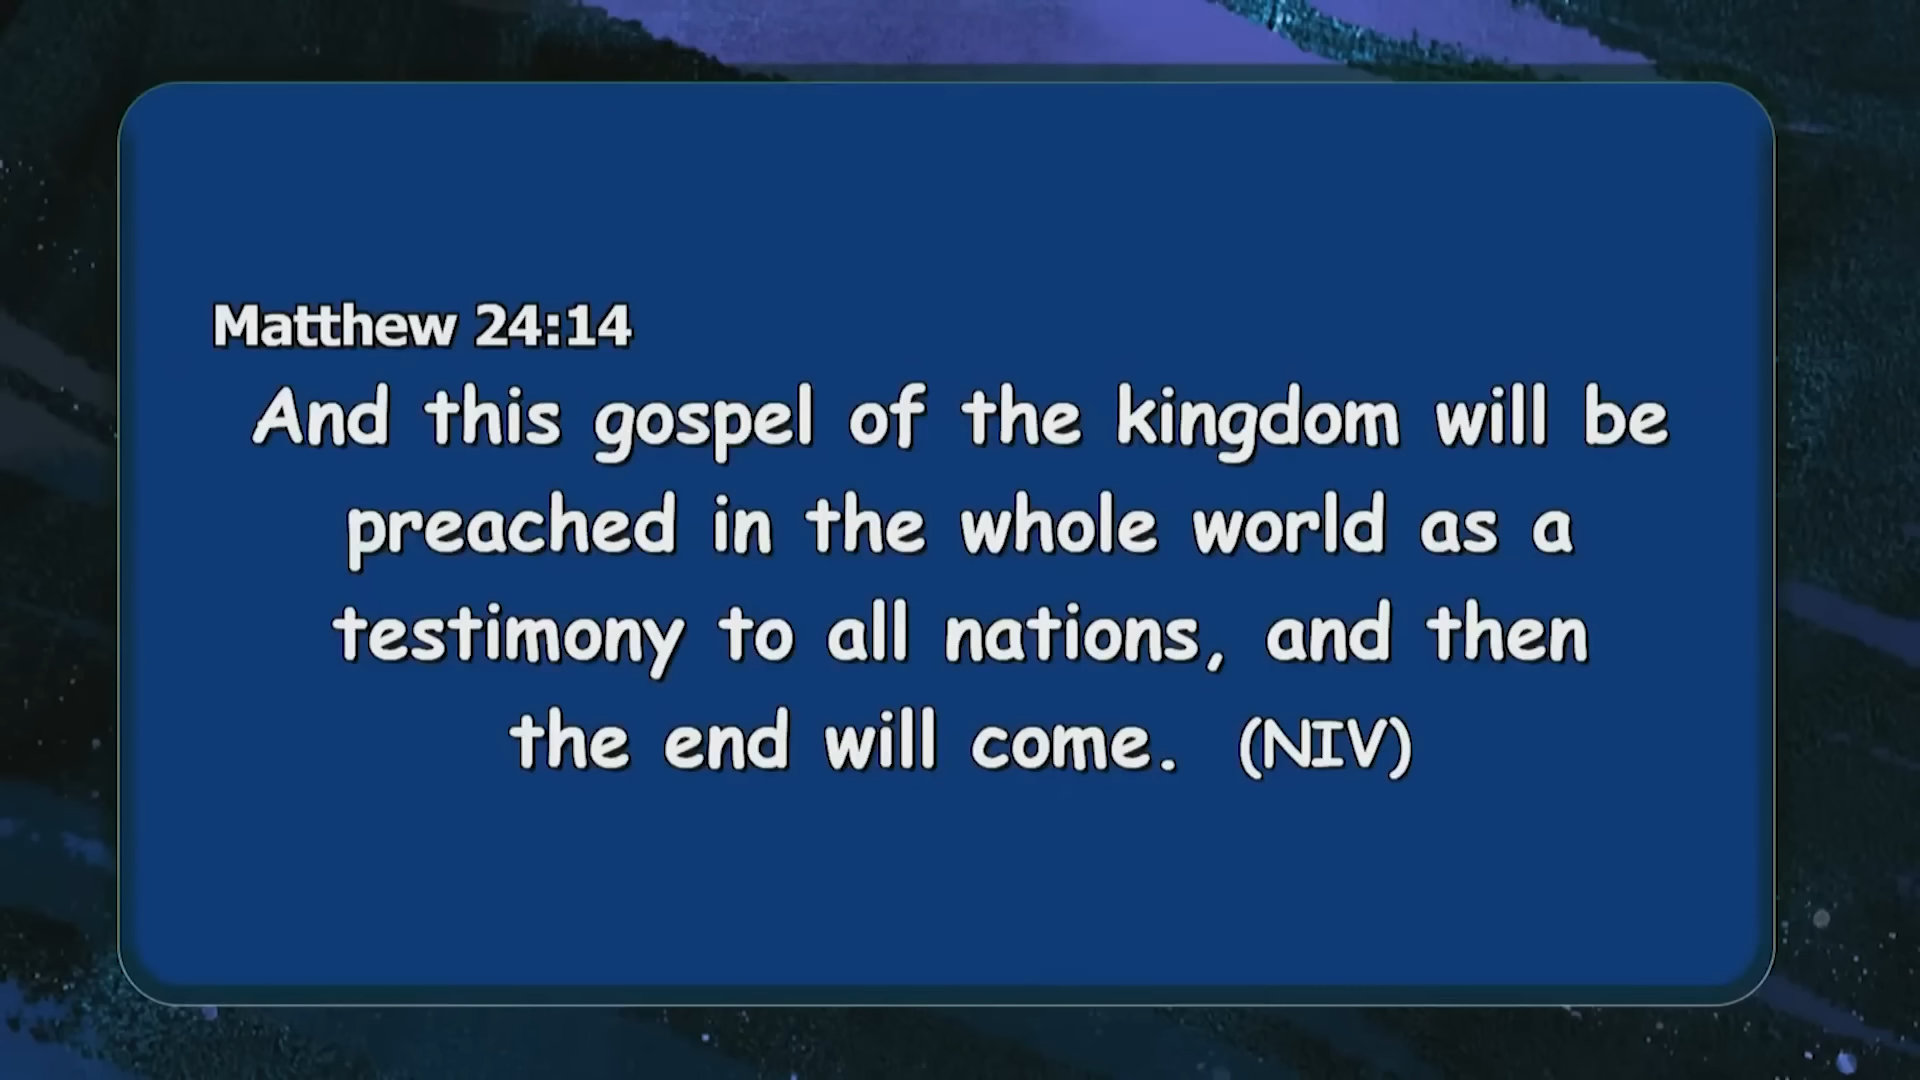 Matthew 24:14
And this gospel of the kingdom will be
preached in the whole world as a
testimony to all nations, and then
the end will come. (NIV)